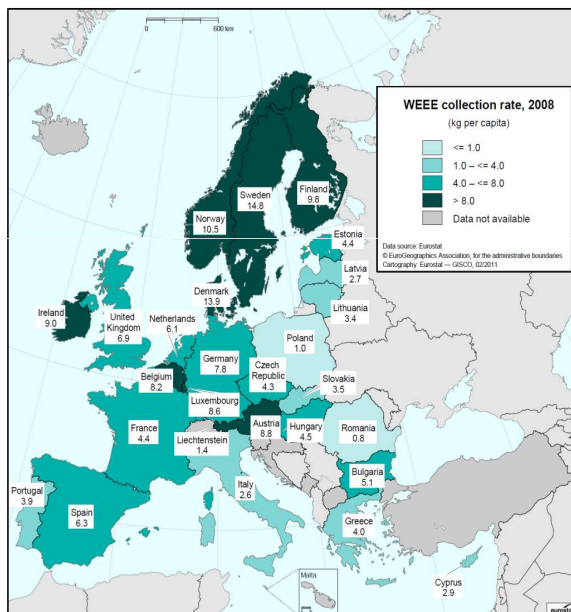 0
600 km
WEEE collection rate, 2008
(kg per capita)
<= 1.0
1.0 – <= 4.0
4.0 – <= 8.0
> 8.0
Data not available
Data source: Eurostat
© EuroGeographics Association, for the administrative boundaries
Cartography: Eurostat — GISCO, 02/2011
Finland
9.8
Sweden
14.8
Norway
10.5
Estonia
4.4
Latvia
2.7
Denmark
13.9
Lithuania
3.4
Ireland
9.0
United
Kingdom
6.9
Netherlands
6.1
Poland
1.0
Germany
7.8
Czech
Republic
4.3
Belgium
8.2
Slovakia
3.5
Luxembourg
8.6
France
4.4
Austria
8.8
Hungary
4.5
Romania
0.8
Liechtenstein
1.4
Bulgaria
5.1
Portugal
3.9
Spain
6.3
Italy
2.6
Greece
4.0
Cyprus
2.9
Malta
eurostat